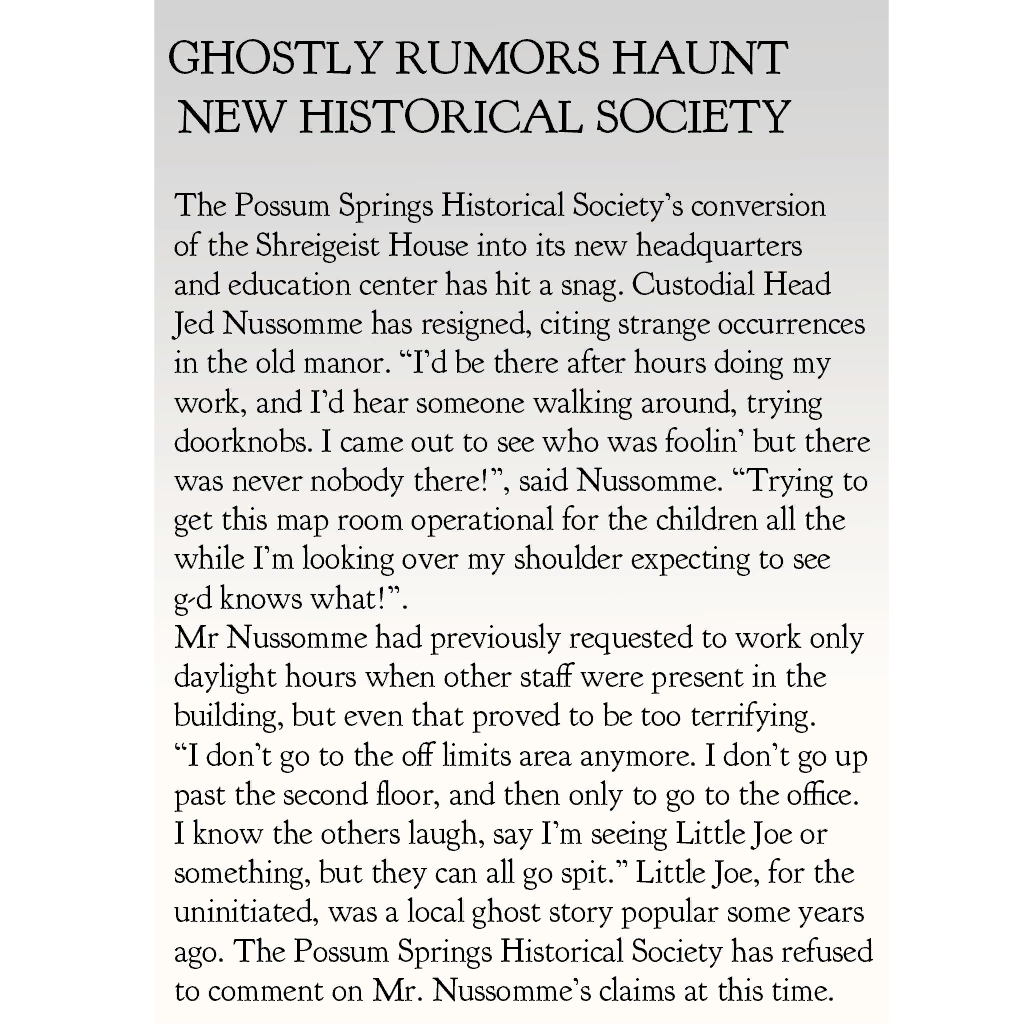 GHOSTLY RUMORS HAUNT
NEW HISTORICAL SOCIETY
The Possum Springs Historical Society’s conversion
of the Shreigeist House into its new headquarters
and education center has hit a snag. Custodial Head
Jed Nussomme has resigned, citing strange occurrences
in the old manor. “I’d be there after hours doing my
work, and I’d hear someone walking around, trying
doorknobs. I came out to see who was foolin’ but there
was never nobody there!”, said Nussomme. “Trying to
get this map room operational for the children all the
while I’m looking over my shoulder expecting to see
g-d knows what!”.
Mr Nussomme had previously requested to work only
daylight hours when other staff were present in the
building, but even that proved to be too terrifying.
“I don’t go to the off limits area anymore. I don’t go up
past the second floor, and then only to go to the office.
I know the others laugh, say I’m seeing Little Joe or
something, but they can all go spit.” Little Joe, for the
uninitiated, was a local ghost story popular some years
ago. The Possum Springs Historical Society has refused
to comment on Mr. Nussomme’s claims at this time.